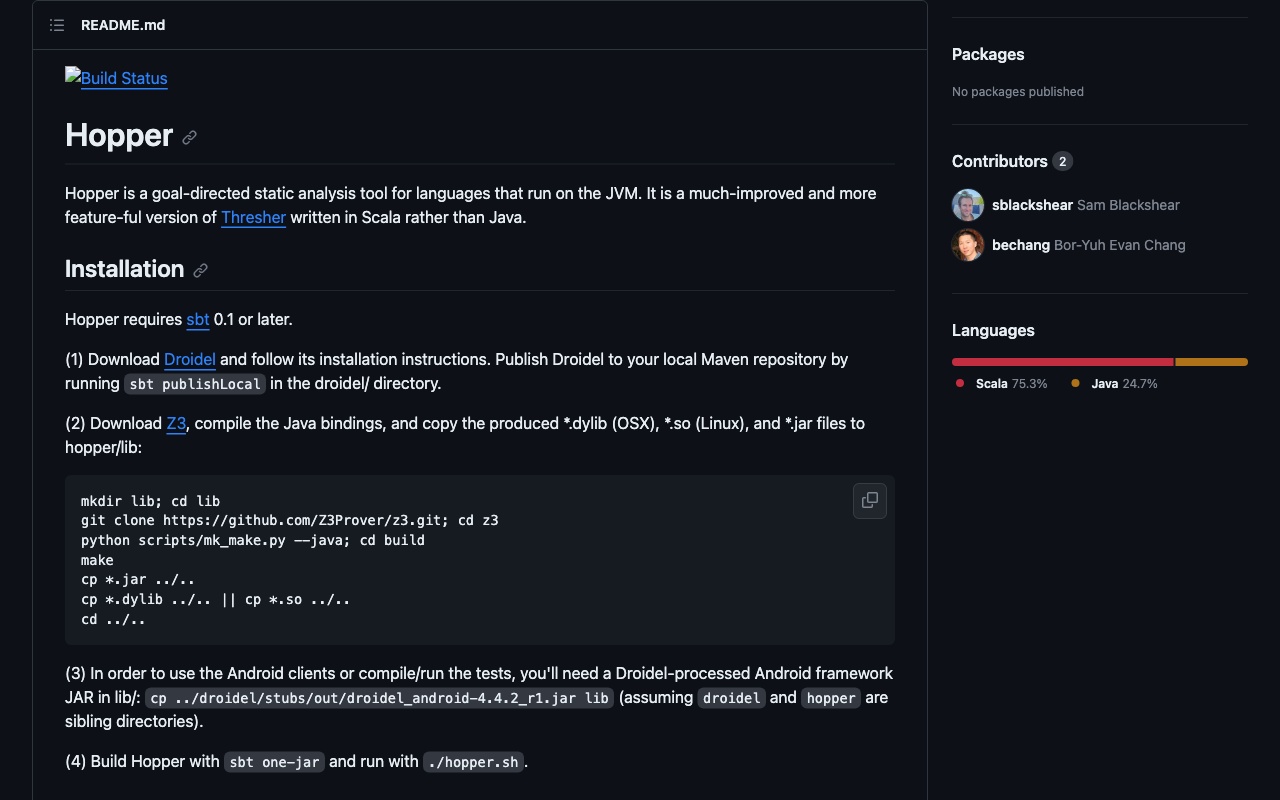 README.md
Build Status
Hopper
Hopper is a goal-directed static analysis tool for languages that run on the JVM. It is a much-improved and more
feature-ful version of Thresher written in Scala rather than Java.
Installation
Hopper requires sbt 0.1 or later.
(1) Download Droidel and follow its installation instructions. Publish Droidel to your local Maven repository by
running sbt publishLocal in the droidel/ directory.
(2) Download Z3, compile the Java bindings, and copy the produced *.dylib (OSX), *.so (Linux), and *.jar files to
hopper/lib:
mkdir lib; cd lib
git clone https://github.com/Z3Prover/z3.git; cd z3
python scripts/mk_make.py --java; cd build
make
cp *.jar ../..
cp *.dylib ../.. || cp *.so ../..
cd ../..
(3) In order to use the Android clients or compile/run the tests, you'll need a Droidel-processed Android framework
JAR in lib/: cp ../droidel/stubs/out/droidel_android-4.4.2_r1.jar lib (assuming droidel and hopper are
sibling directories).
(4) Build Hopper with sbt one-jar and run with ./hopper.sh.
Packages
No packages published
Contributors 2
sblackshear Sam Blackshear
bechang Bor-Yuh Evan Chang
Languages
Scala 75.3% Java 24.7%